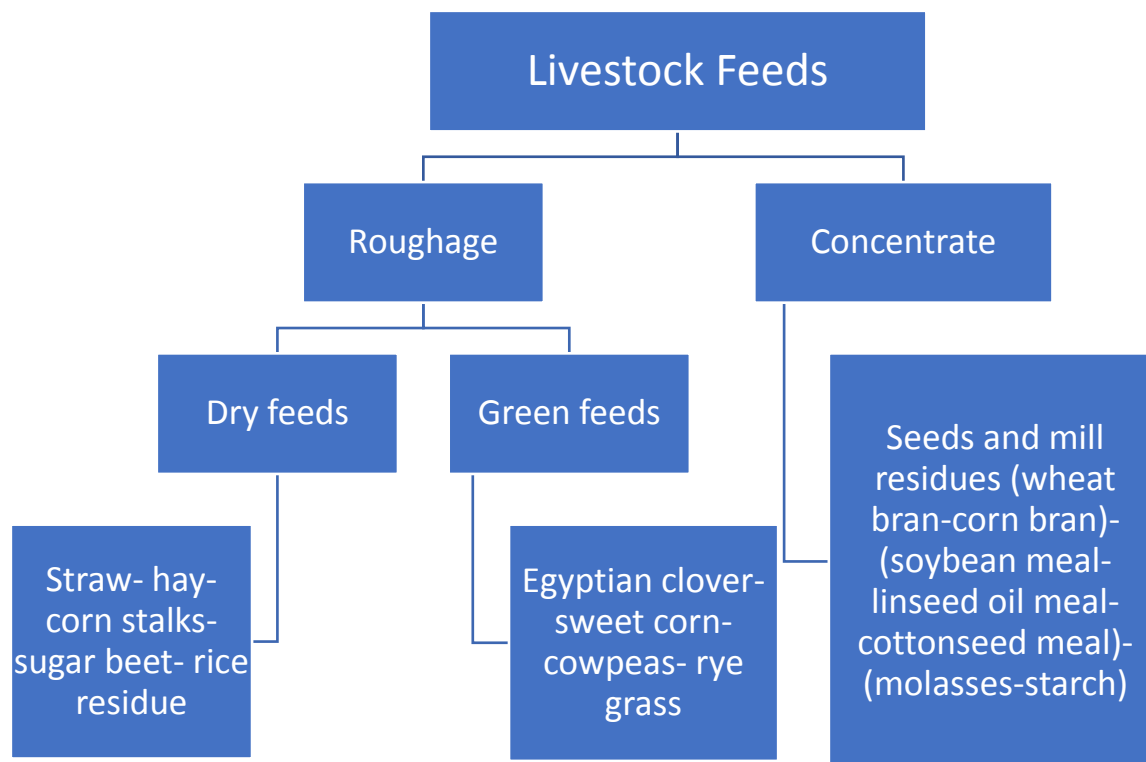 Livestock Feeds
Roughage
Concentrate
Dry feeds
Green feeds
Straw- hay-
corn stalks-
sugar beet- rice
residue
Egyptian clover-
sweet corn-
cowpeas- rye
grass
Seeds and mill
residues (wheat
bran-corn bran)-
(soybean meal-
linseed oil meal-
cottonseed meal)-
(molasses-starch)